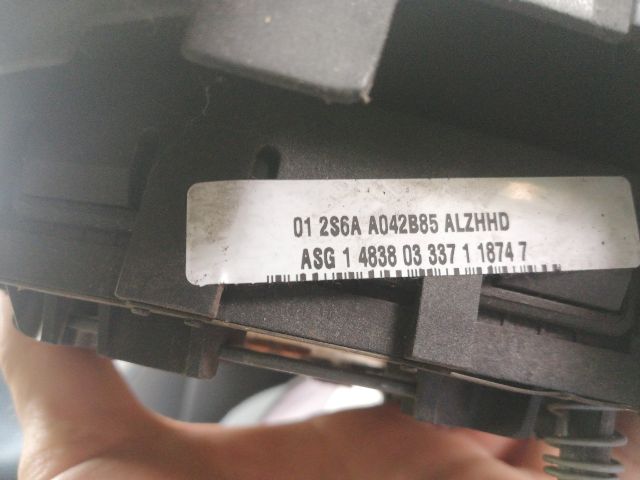 01 2S6A A042B85 ALZHHD
ASG 1 4838 03 337 1 1874 7